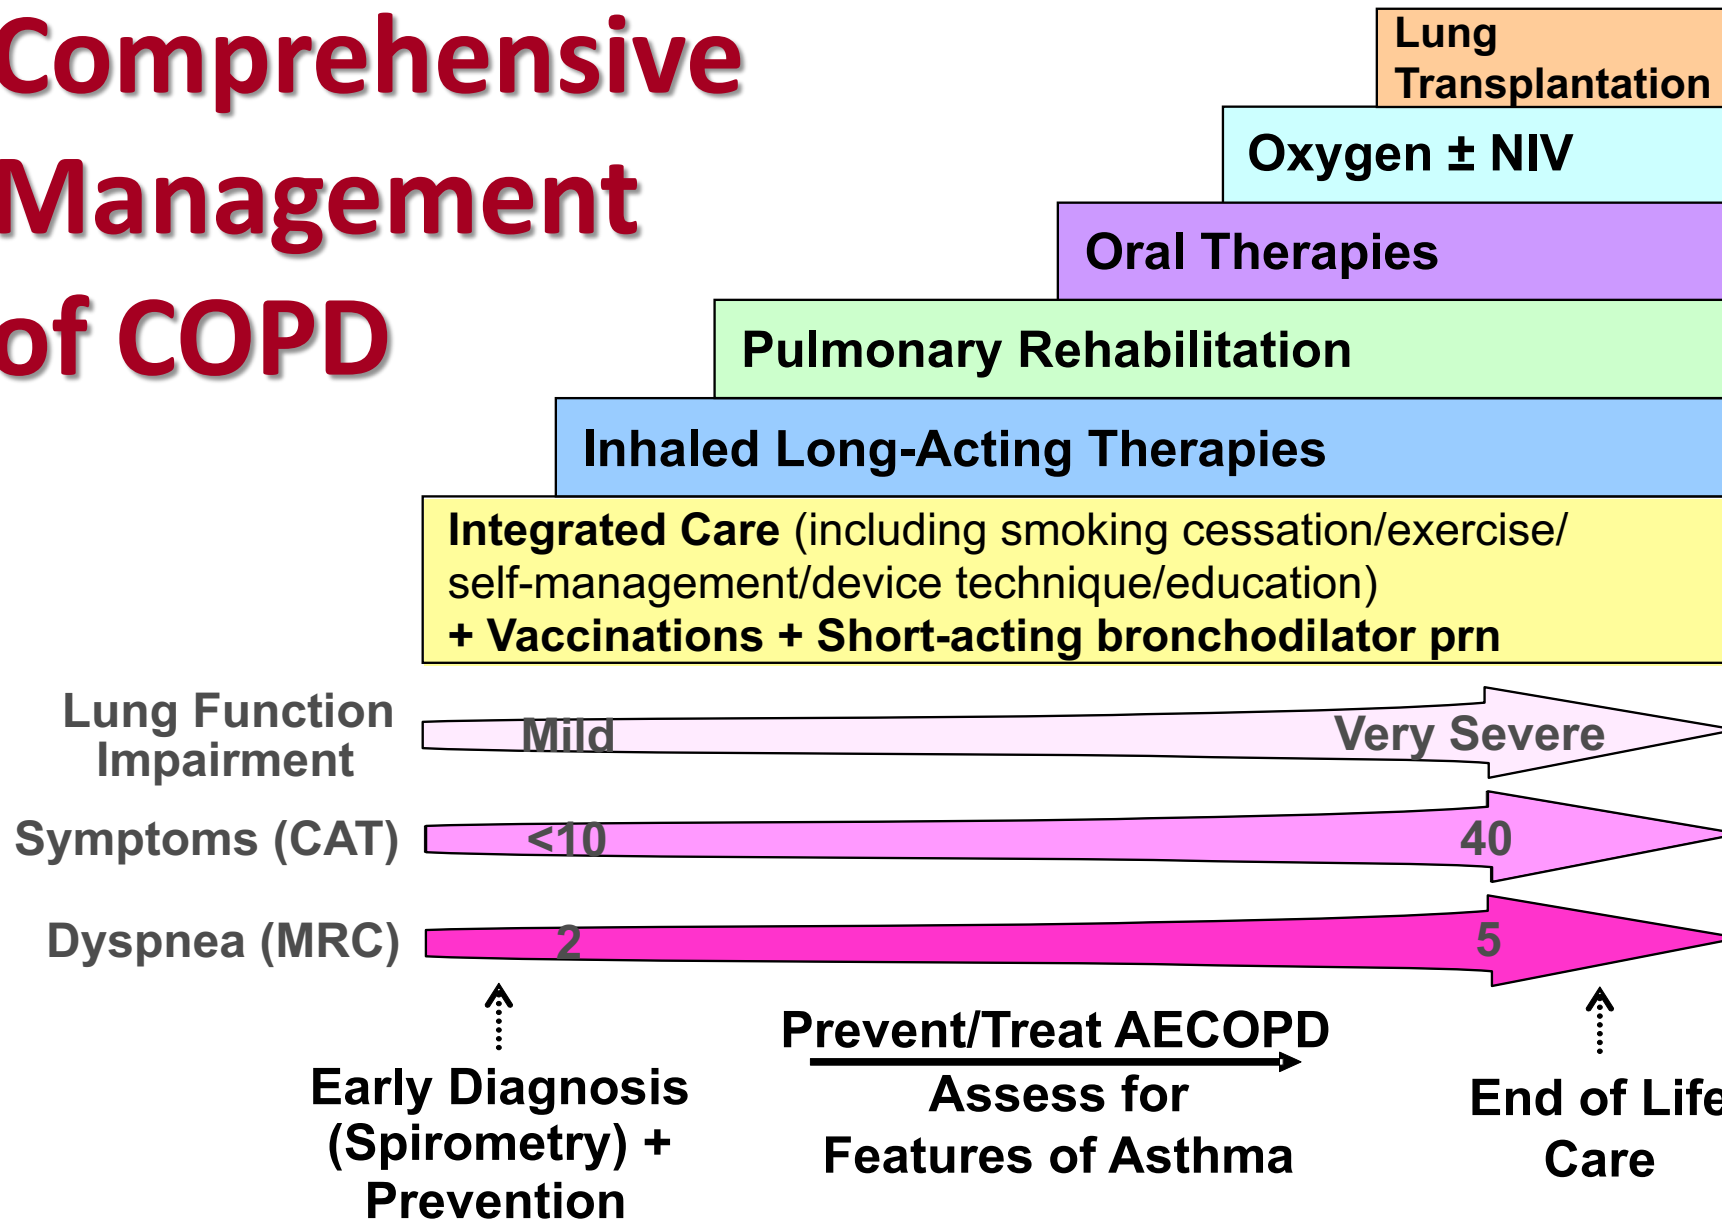 Comprehensive
Management
of COPD
Lung
Transplantation
Oxygen ± NIV
Oral Therapies
Pulmonary Rehabilitation
Inhaled Long-Acting Therapies
Integrated Care (including smoking cessation/exercise/
self-management/device technique/education)
+ Vaccinations + Short-acting bronchodilator prn
Lung Function
Impairment
Mild
Very Severe
Symptoms (CAT)
<10
40
Dyspnea (MRC)
2
5
Early Diagnosis
(Spirometry) +
Prevention
Prevent/Treat AECOPD
Assess for
Features of Asthma
End of Life
Care